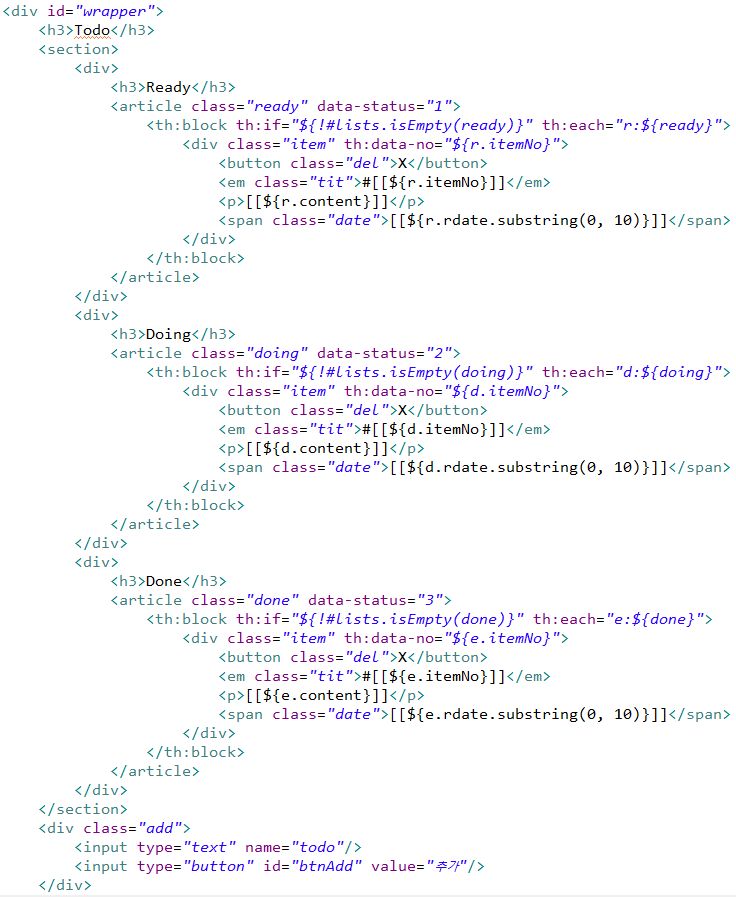 <div id="wrapper">
    <h3>Todo</h3>
    <section>
        <div>
            <h3>Ready</h3>
            <article class="ready" data-status="1">
                <th:block th:if="${!#lists.isEmpty(ready)}" th:each="r:${ready}">
                    <div class="item" th:data-no="${r.itemNo}">
                        <button class="del">X</button>
                        <em class="tit">#[[${r.itemNo}]]</em>
                        <p>[[${r.content}]]</p>
                        <span class="date">[[${r.rdate.substring(0, 10)}]]</span>
                    </div>
                </th:block>
            </article>
        </div>
        <div>
            <h3>Doing</h3>
            <article class="doing" data-status="2">
                <th:block th:if="${!#lists.isEmpty(doing)}" th:each="d:${doing}">
                    <div class="item" th:data-no="${d.itemNo}">
                        <button class="del">X</button>
                        <em class="tit">#[[${d.itemNo}]]</em>
                        <p>[[${d.content}]]</p>
                        <span class="date">[[${d.rdate.substring(0, 10)}]]</span>
                    </div>
                </th:block>
            </article>
        </div>
        <div>
            <h3>Done</h3>
            <article class="done" data-status="3">
                <th:block th:if="${!#lists.isEmpty(done)}" th:each="e:${done}">
                    <div class="item" th:data-no="${e.itemNo}">
                        <button class="del">X</button>
                        <em class="tit">#[[${e.itemNo}]]</em>
                        <p>[[${e.content}]]</p>
                        <span class="date">[[${e.rdate.substring(0, 10)}]]</span>
                    </div>
                </th:block>
            </article>
        </div>
    </section>
    <div class="add">
        <input type="text" name="todo"/>
        <input type="button" id="btnAdd" value="추가"/>
    </div>